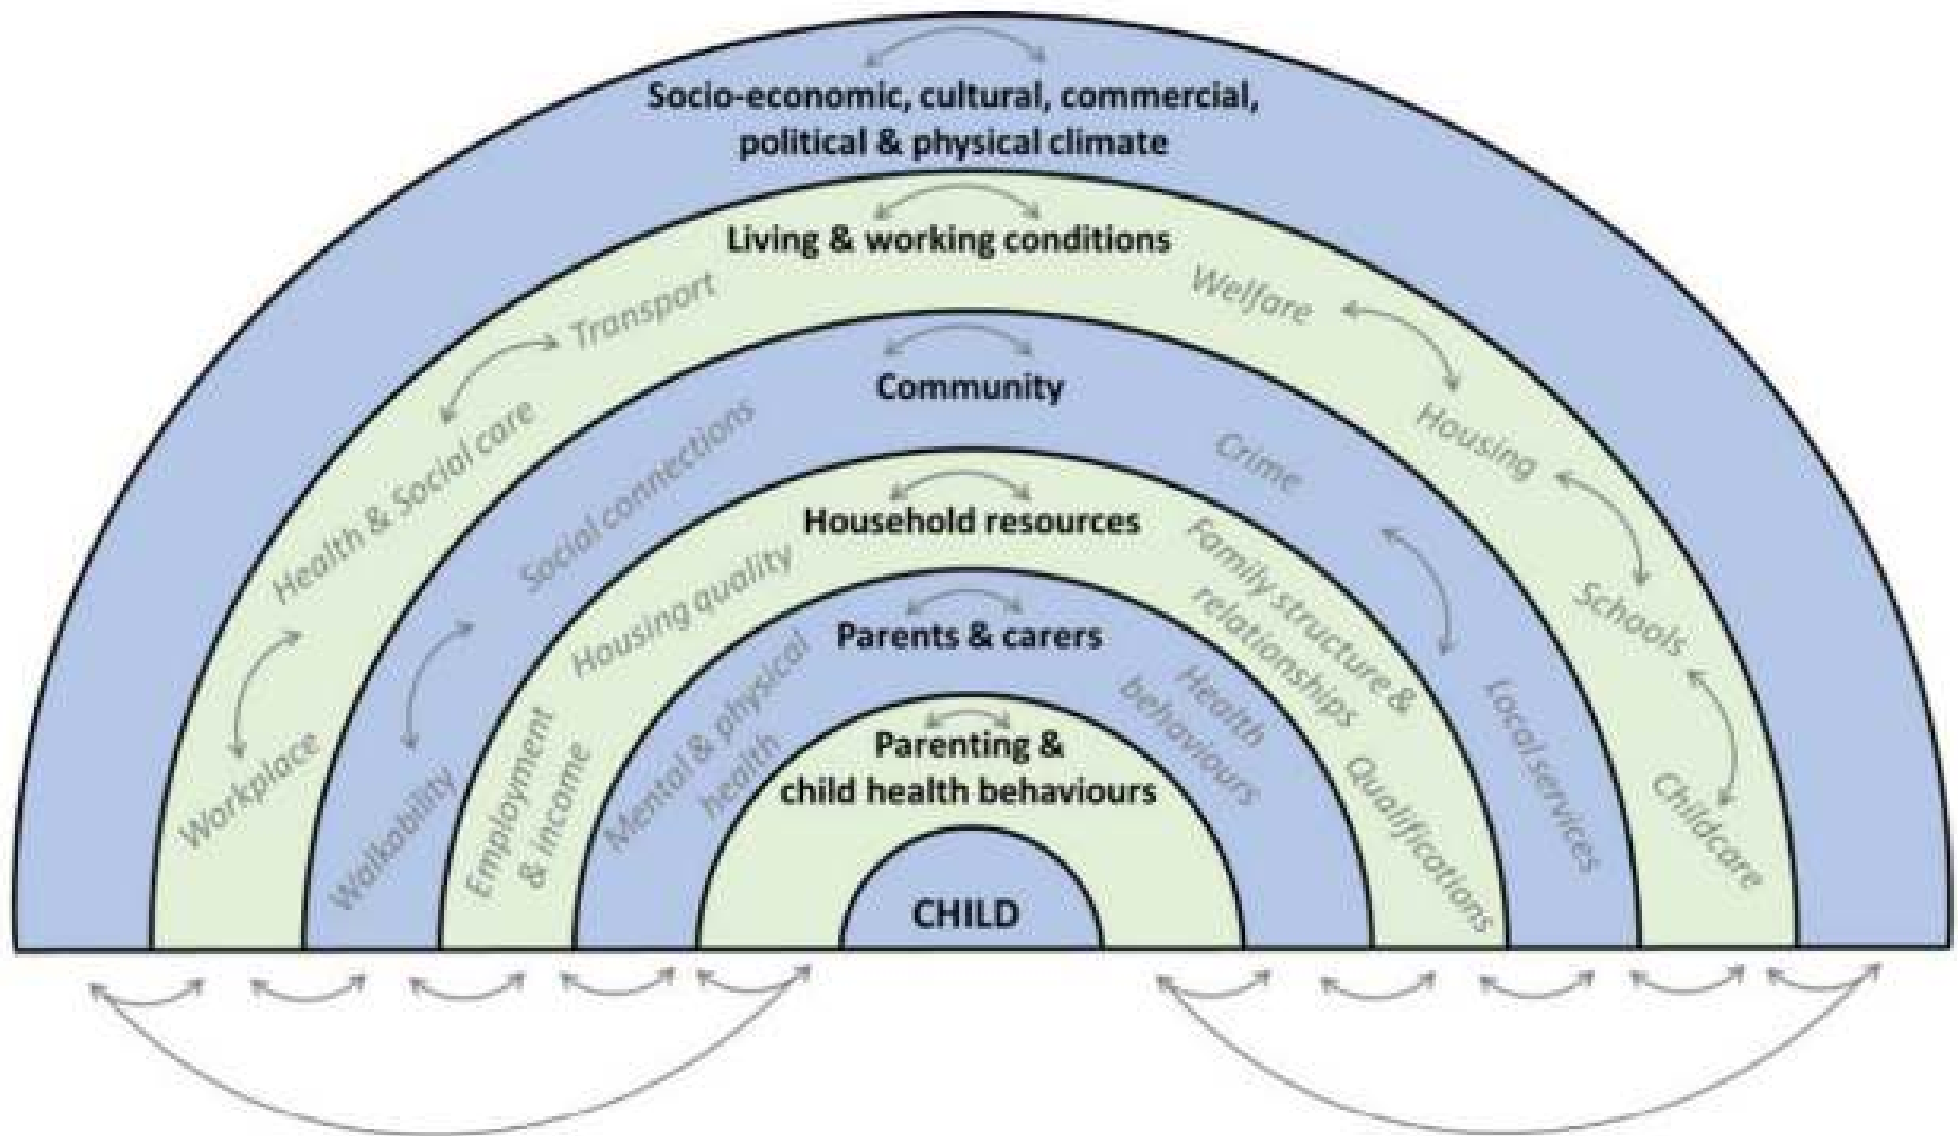 Socio-economic, cultural, commercial,
political & physical climate
Living & working conditions
Transport
Health & Social care
Workplace
Welfare
Housing
Schools
Childcare
Community
Social connections
Walkability
Crime
Local services
Household resources
Housing quality
Employment
& income
Family structure &
relationships
Qualifications
Parents & carers
Mental & physical
health
Health
behaviours
Parenting &
child health behaviours
CHILD